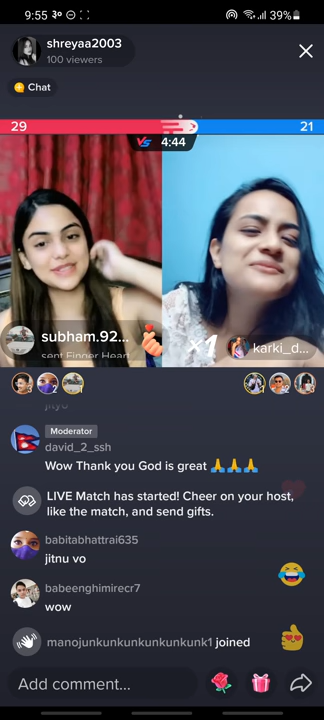 9:55
39%
shreyaa2003
100 viewers
Chat
29
21
VS 4:44
subham.92...
sent Finger Heart
x1
karki_d...
Moderator
david_2_ssh
Wow Thank you God is great 🙏🙏🙏
LIVE Match has started! Cheer on your host,
like the match, and send gifts.
babitabhattrai635
jitnu vo
babeenghimirecr7
wow
manojunkunkunkunkunkunk1 joined
Add comment...